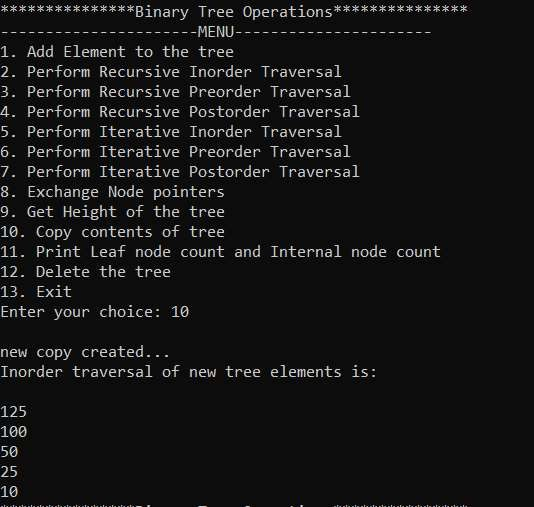 ***************Binary Tree Operations***************
----------------------MENU----------------------
1. Add Element to the tree
2. Perform Recursive Inorder Traversal
3. Perform Recursive Preorder Traversal
4. Perform Recursive Postorder Traversal
5. Perform Iterative Inorder Traversal
6. Perform Iterative Preorder Traversal
7. Perform Iterative Postorder Traversal
8. Exchange Node pointers
9. Get Height of the tree
10. Copy contents of tree
11. Print Leaf node count and Internal node count
12. Delete the tree
13. Exit
Enter your choice: 10
new copy created...
Inorder traversal of new tree elements is:
125
100
50
25
10
***************Binary Tree Operations***************